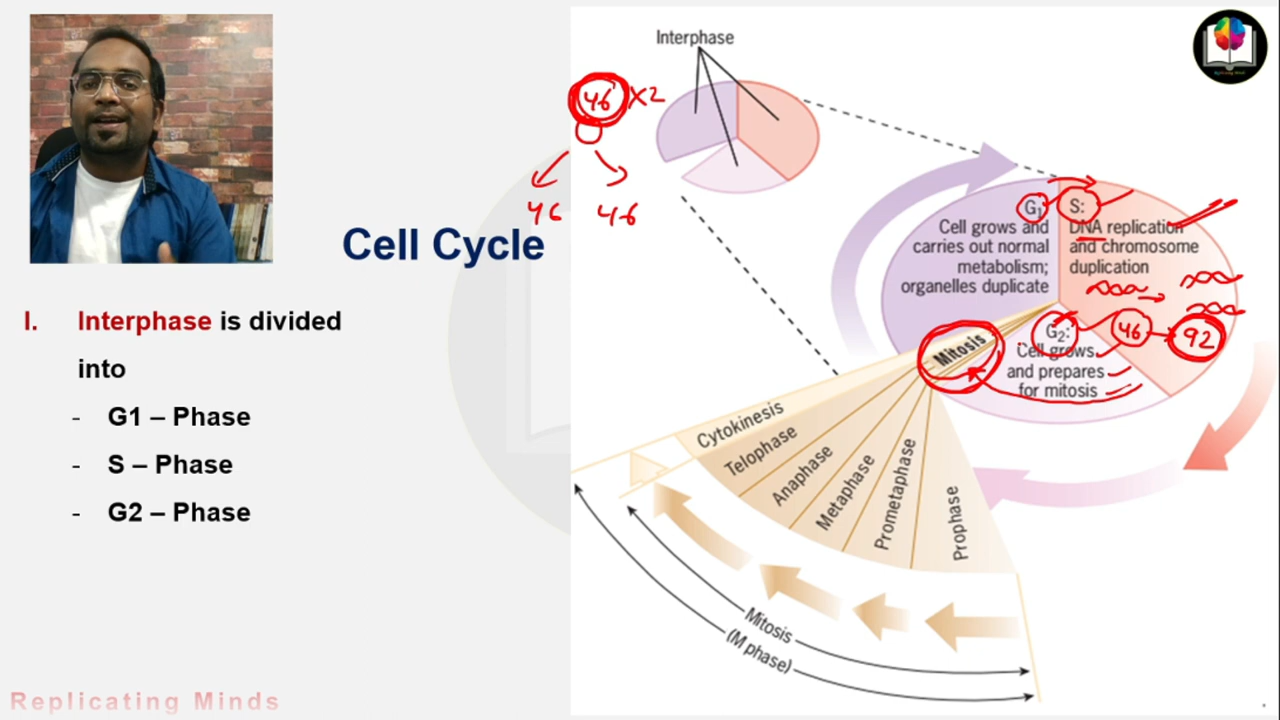 Interphase
46 X2
46 46
Cell Cycle
I. Interphase is divided
into
- G1 – Phase
- S – Phase
- G2 – Phase
G1
Cell grows and
carries out normal
metabolism;
organelles duplicate
S:
DNA replication
and chromosome
duplication
G2:
Cell grows
and prepares
for mitosis
46
92
Mitosis
Cytokinesis
Telophase
Anaphase
Metaphase
Prometaphase
Prophase
Mitosis
(M phase)
Replicating Minds